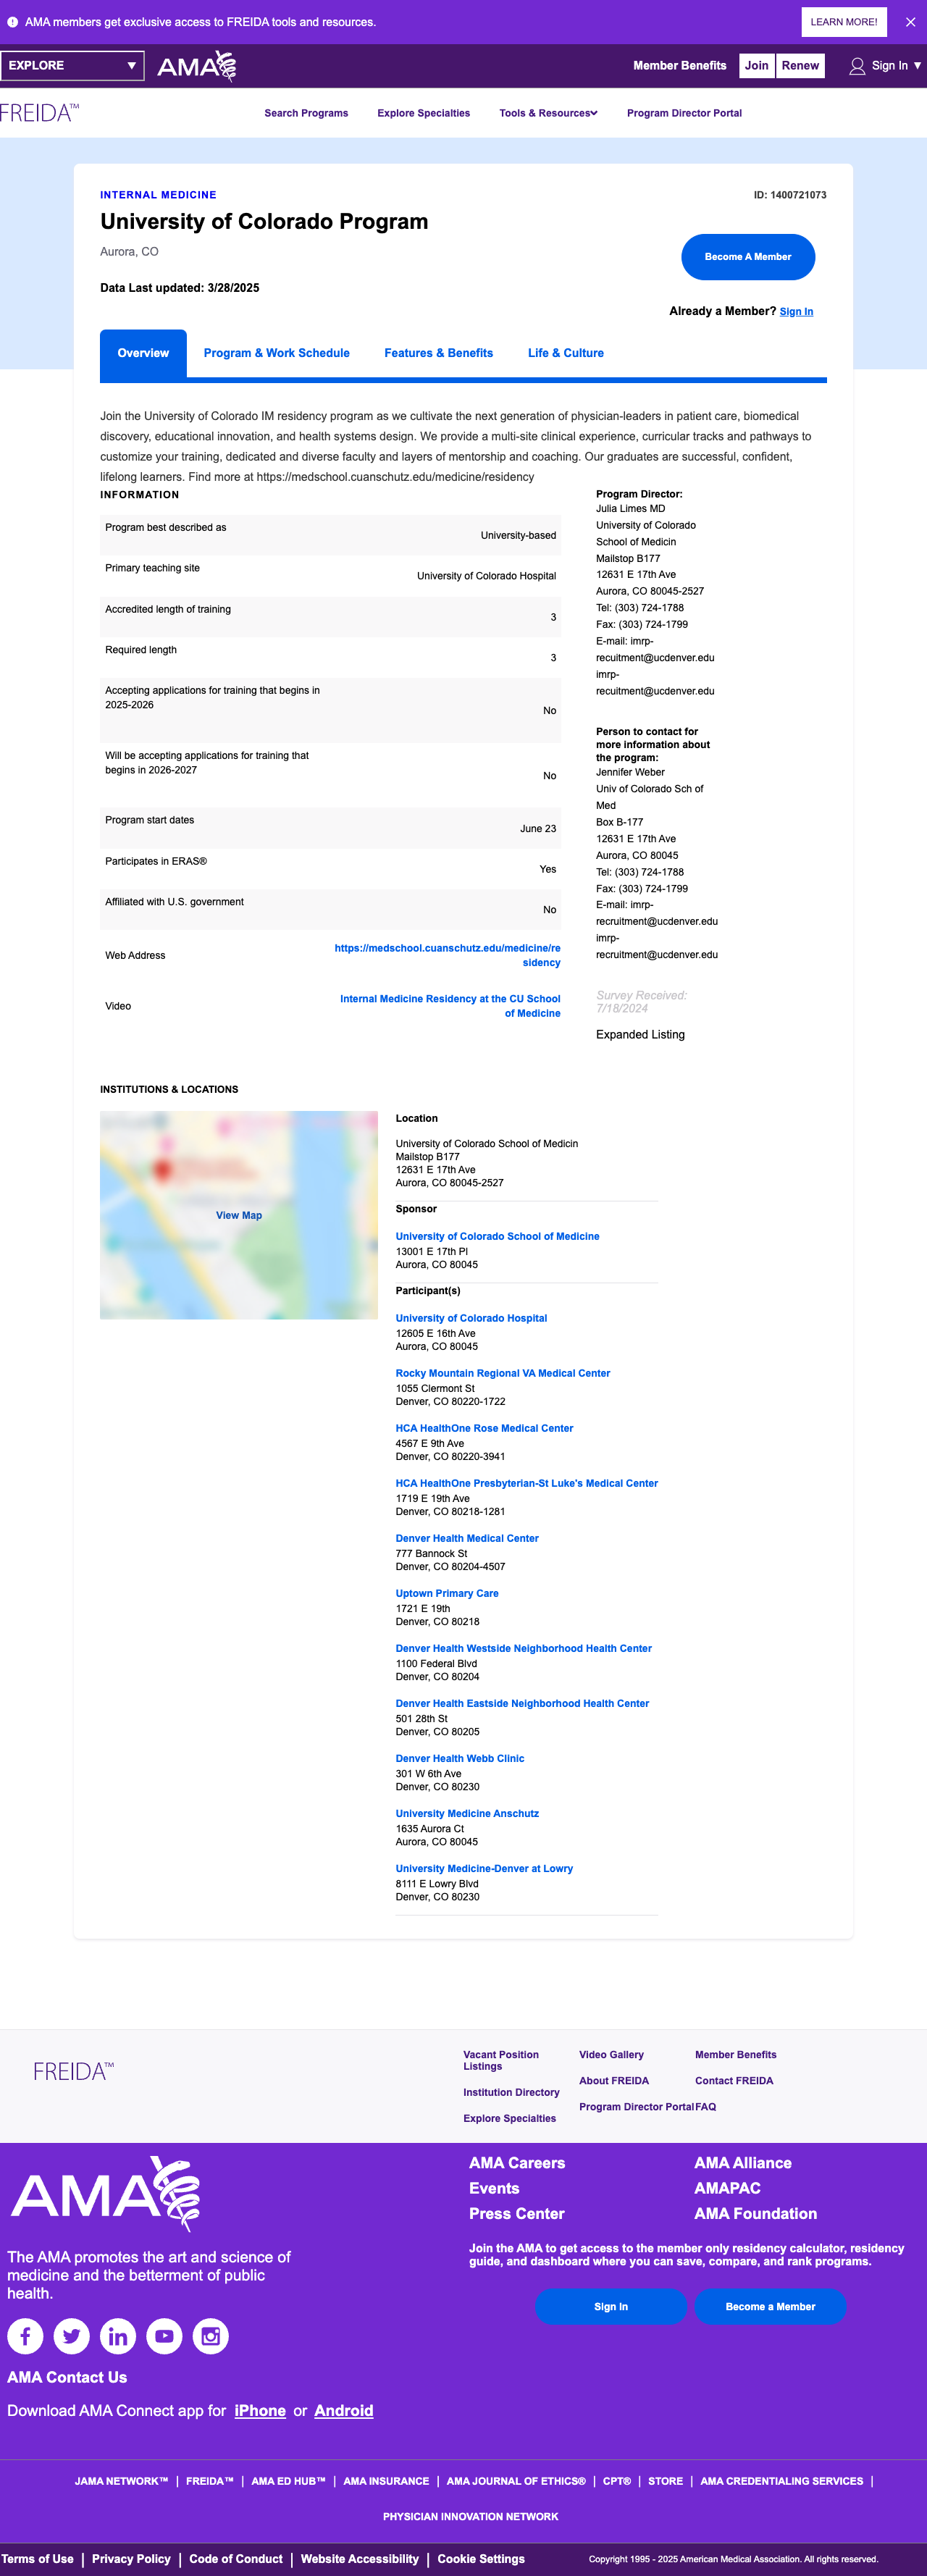 AMA members get exclusive access to FREIDA tools and resources.
LEARN MORE!
EXPLORE
AMA
Member Benefits
Join
Renew
Sign In
FREIDA™
Search Programs
Explore Specialties
Tools & Resources
Program Director Portal
INTERNAL MEDICINE
ID: 1400721073
University of Colorado Program
Aurora, CO
Become A Member
Data Last updated: 3/28/2025
Already a Member? Sign In
Overview
Program & Work Schedule
Features & Benefits
Life & Culture
Join the University of Colorado IM residency program as we cultivate the next generation of physician-leaders in patient care, biomedical
discovery, educational innovation, and health systems design. We provide a multi-site clinical experience, curricular tracks and pathways to
customize your training, dedicated and diverse faculty and layers of mentorship and coaching. Our graduates are successful, confident,
lifelong learners. Find more at https://medschool.cuanschutz.edu/medicine/residency
INFORMATION
Program best described as
University-based
Primary teaching site
University of Colorado Hospital
Accredited length of training
3
Required length
3
Accepting applications for training that begins in
2025-2026
No
Will be accepting applications for training that
begins in 2026-2027
No
Program start dates
June 23
Participates in ERAS®
Yes
Affiliated with U.S. government
No
Web Address
https://medschool.cuanschutz.edu/medicine/re
sidency
Video
Internal Medicine Residency at the CU School
of Medicine
Program Director:
Julia Limes MD
University of Colorado
School of Medicin
Mailstop B177
12631 E 17th Ave
Aurora, CO 80045-2527
Tel: (303) 724-1788
Fax: (303) 724-1799
E-mail: imrp-
recuitment@ucdenver.edu
imrp-
recuitment@ucdenver.edu
Person to contact for
more information about
the program:
Jennifer Weber
Univ of Colorado Sch of
Med
Box B-177
12631 E 17th Ave
Aurora, CO 80045
Tel: (303) 724-1788
Fax: (303) 724-1799
E-mail: imrp-
recruitment@ucdenver.edu
imrp-
recruitment@ucdenver.edu
Survey Received:
7/18/2024
Expanded Listing
INSTITUTIONS & LOCATIONS
View Map
Location
University of Colorado School of Medicin
Mailstop B177
12631 E 17th Ave
Aurora, CO 80045-2527
Sponsor
University of Colorado School of Medicine
13001 E 17th Pl
Aurora, CO 80045
Participant(s)
University of Colorado Hospital
12605 E 16th Ave
Aurora, CO 80045
Rocky Mountain Regional VA Medical Center
1055 Clermont St
Denver, CO 80220-1722
HCA HealthOne Rose Medical Center
4567 E 9th Ave
Denver, CO 80220-3941
HCA HealthOne Presbyterian-St Luke's Medical Center
1719 E 19th Ave
Denver, CO 80218-1281
Denver Health Medical Center
777 Bannock St
Denver, CO 80204-4507
Uptown Primary Care
1721 E 19th
Denver, CO 80218
Denver Health Westside Neighborhood Health Center
1100 Federal Blvd
Denver, CO 80204
Denver Health Eastside Neighborhood Health Center
501 28th St
Denver, CO 80205
Denver Health Webb Clinic
301 W 6th Ave
Denver, CO 80230
University Medicine Anschutz
1635 Aurora Ct
Aurora, CO 80045
University Medicine-Denver at Lowry
8111 E Lowry Blvd
Denver, CO 80230
FREIDA™
Vacant Position
Listings
Institution Directory
Explore Specialties
Video Gallery
About FREIDA
Program Director Portal
Member Benefits
Contact FREIDA
FAQ
AMA
The AMA promotes the art and science of
medicine and the betterment of public
health.
AMA Contact Us
Download AMA Connect app for iPhone or Android
AMA Careers
Events
Press Center
AMA Alliance
AMAPAC
AMA Foundation
Join the AMA to get access to the member only residency calculator, residency
guide, and dashboard where you can save, compare, and rank programs.
Sign In
Become a Member
JAMA NETWORK™ | FREIDA™ | AMA ED HUB™ | AMA INSURANCE | AMA JOURNAL OF ETHICS® | CPT® | STORE | AMA CREDENTIALING SERVICES |
PHYSICIAN INNOVATION NETWORK
Terms of Use | Privacy Policy | Code of Conduct | Website Accessibility | Cookie Settings
Copyright 1995 - 2025 American Medical Association. All rights reserved.